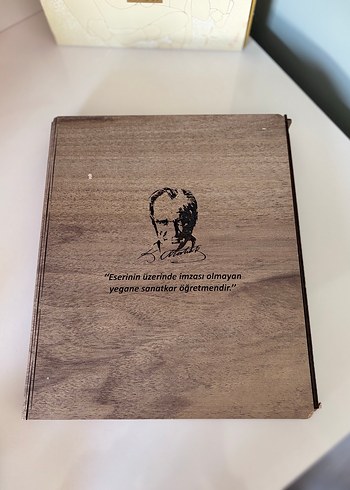 “Eserinin üzerinde imzası olmayan
yegane sanatkar öğretmendir.”